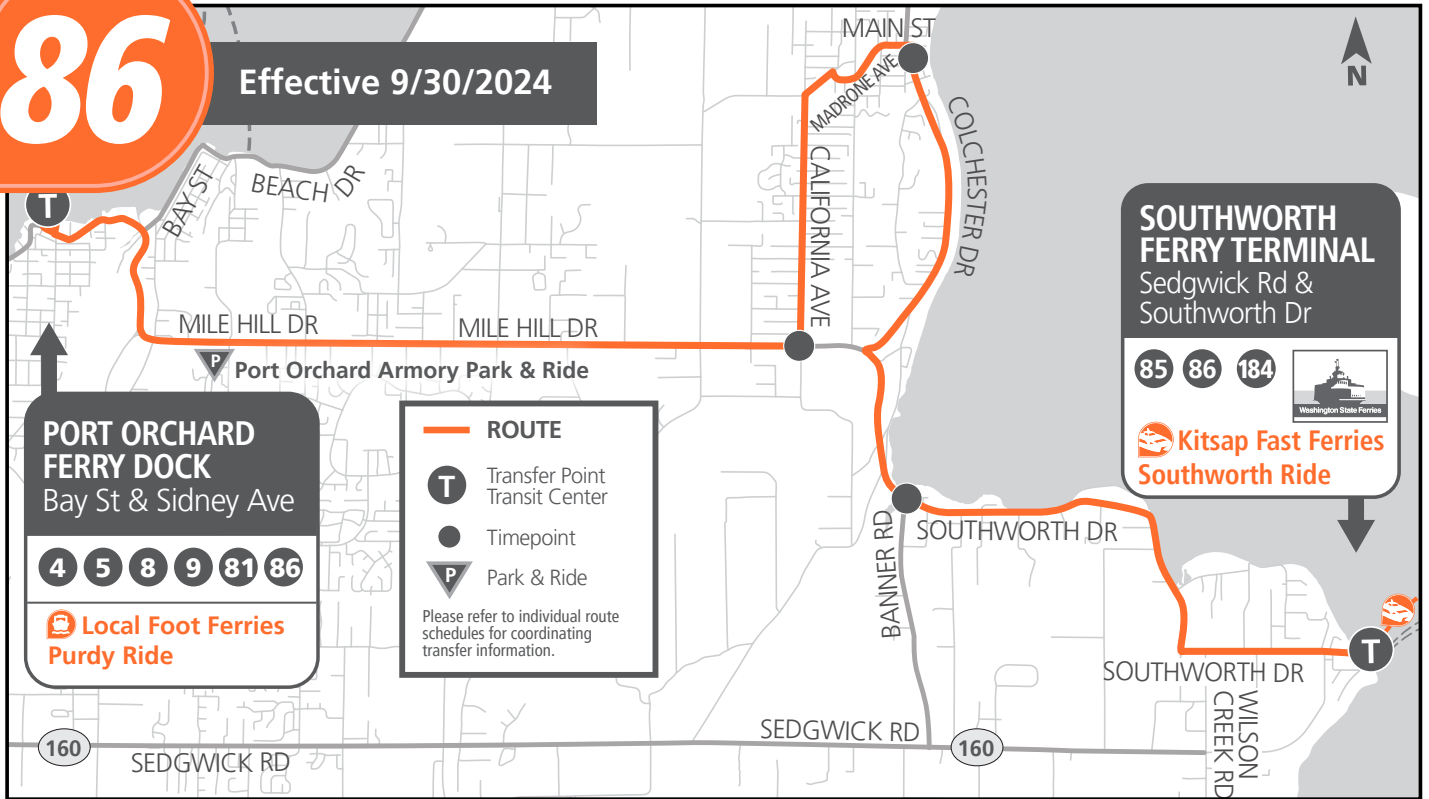 86
Effective 9/30/2024
MAIN ST
N
MADRONE AVE
COLCHESTER DR
BAY ST
BEACH DR
T
CALIFORNIA AVE
MILE HILL DR
MILE HILL DR
P
Port Orchard Armory Park & Ride
SOUTHWORTH
FERRY TERMINAL
Sedgwick Rd &
Southworth Dr
85 86 184
Washington State Ferries
Kitsap Fast Ferries
Southworth Ride
PORT ORCHARD
FERRY DOCK
Bay St & Sidney Ave
4 5 8 9 81 86
Local Foot Ferries
Purdy Ride
ROUTE
T
Transfer Point
Transit Center
Timepoint
P
Park & Ride
Please refer to individual route
schedules for coordinating
transfer information.
BANNER RD
SOUTHWORTH DR
T
SOUTHWORTH DR
WILSON
CREEK RD
160
SEDGWICK RD
SEDGWICK RD
160